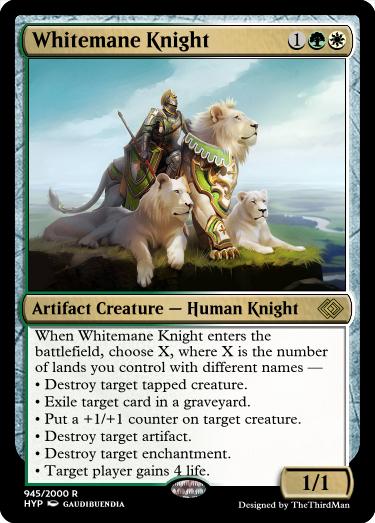 Whitemane Knight 1
Artifact Creature — Human Knight
When Whitemane Knight enters the
battlefield, choose X, where X is the number
of lands you control with different names —
• Destroy target tapped creature.
• Exile target card in a graveyard.
• Put a +1/+1 counter on target creature.
• Destroy target artifact.
• Destroy target enchantment.
• Target player gains 4 life.
1/1
945/2000 R
HYP GAUDIBUENDIA
Designed by TheThirdMan